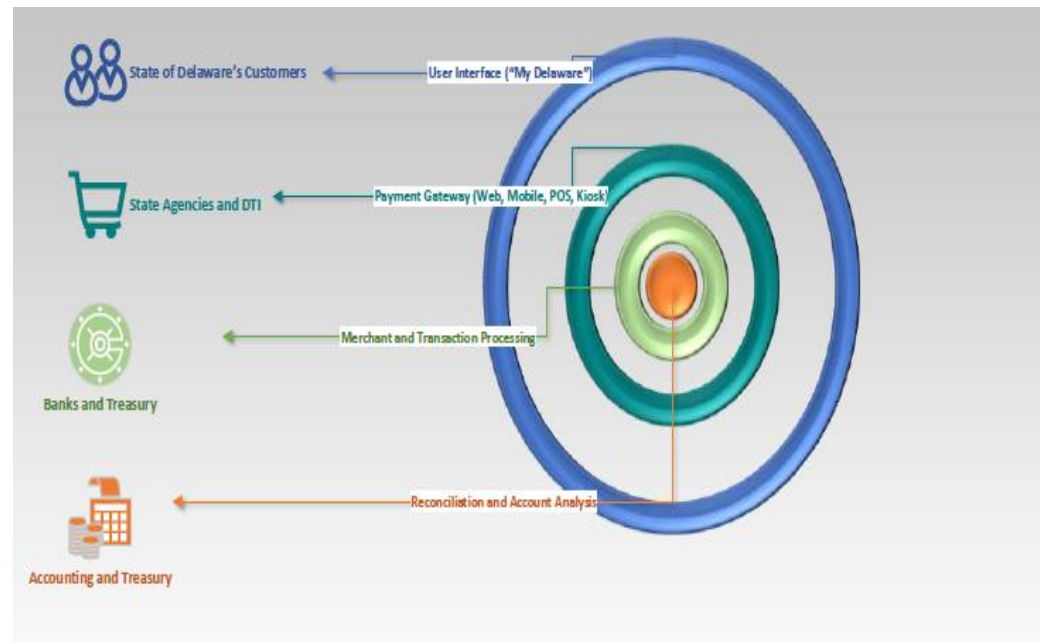 State of Delaware's Customers
User Interface ("My Delaware")
State Agencies and DTI
Payment Gateway (Web, Mobile, POS, Kiosk)
Merchant and Transaction Processing
Banks and Treasury
Reconciliation and Account Analysis
Accounting and Treasury